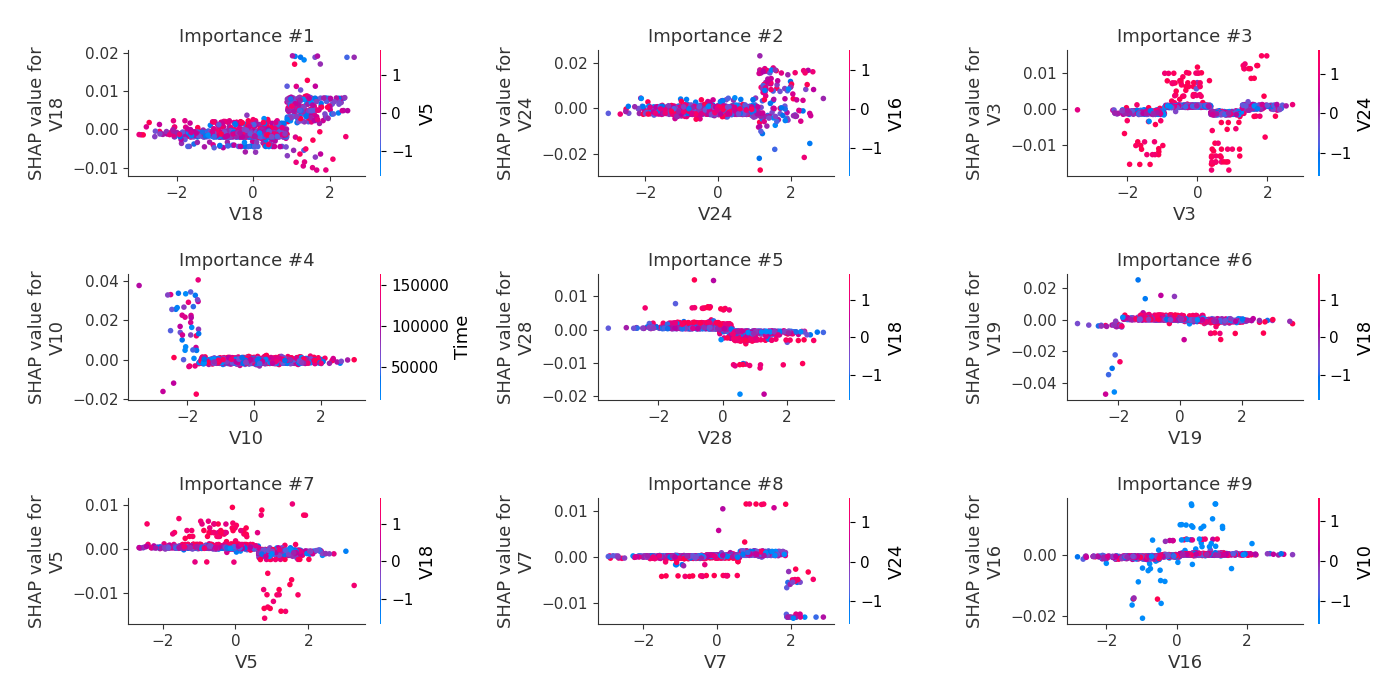 Importance #1
SHAP value for
V18
0.02
0.01
0.00
−0.01
−2
0
2
V18
1
0
−1
V5
Importance #2
SHAP value for
V24
0.02
0.00
−0.02
−2
0
2
V24
1
0
−1
V16
Importance #3
SHAP value for
V3
0.01
0.00
−0.01
−2
0
2
V3
1
0
−1
V24
Importance #4
SHAP value for
V10
0.04
0.02
0.00
−0.02
−2
0
2
V10
150000
100000
50000
Time
Importance #5
SHAP value for
V28
0.01
0.00
−0.01
−0.02
−2
0
2
V28
1
0
−1
V18
Importance #6
SHAP value for
V19
0.02
0.00
−0.02
−0.04
−2
0
2
V19
1
0
−1
V18
Importance #7
SHAP value for
V5
0.01
0.00
−0.01
−2
0
2
V5
1
0
−1
V18
Importance #8
SHAP value for
V7
0.01
0.00
−0.01
−2
0
2
V7
1
0
−1
V24
Importance #9
SHAP value for
V16
0.00
−0.02
−2
0
2
V16
1
0
−1
V10